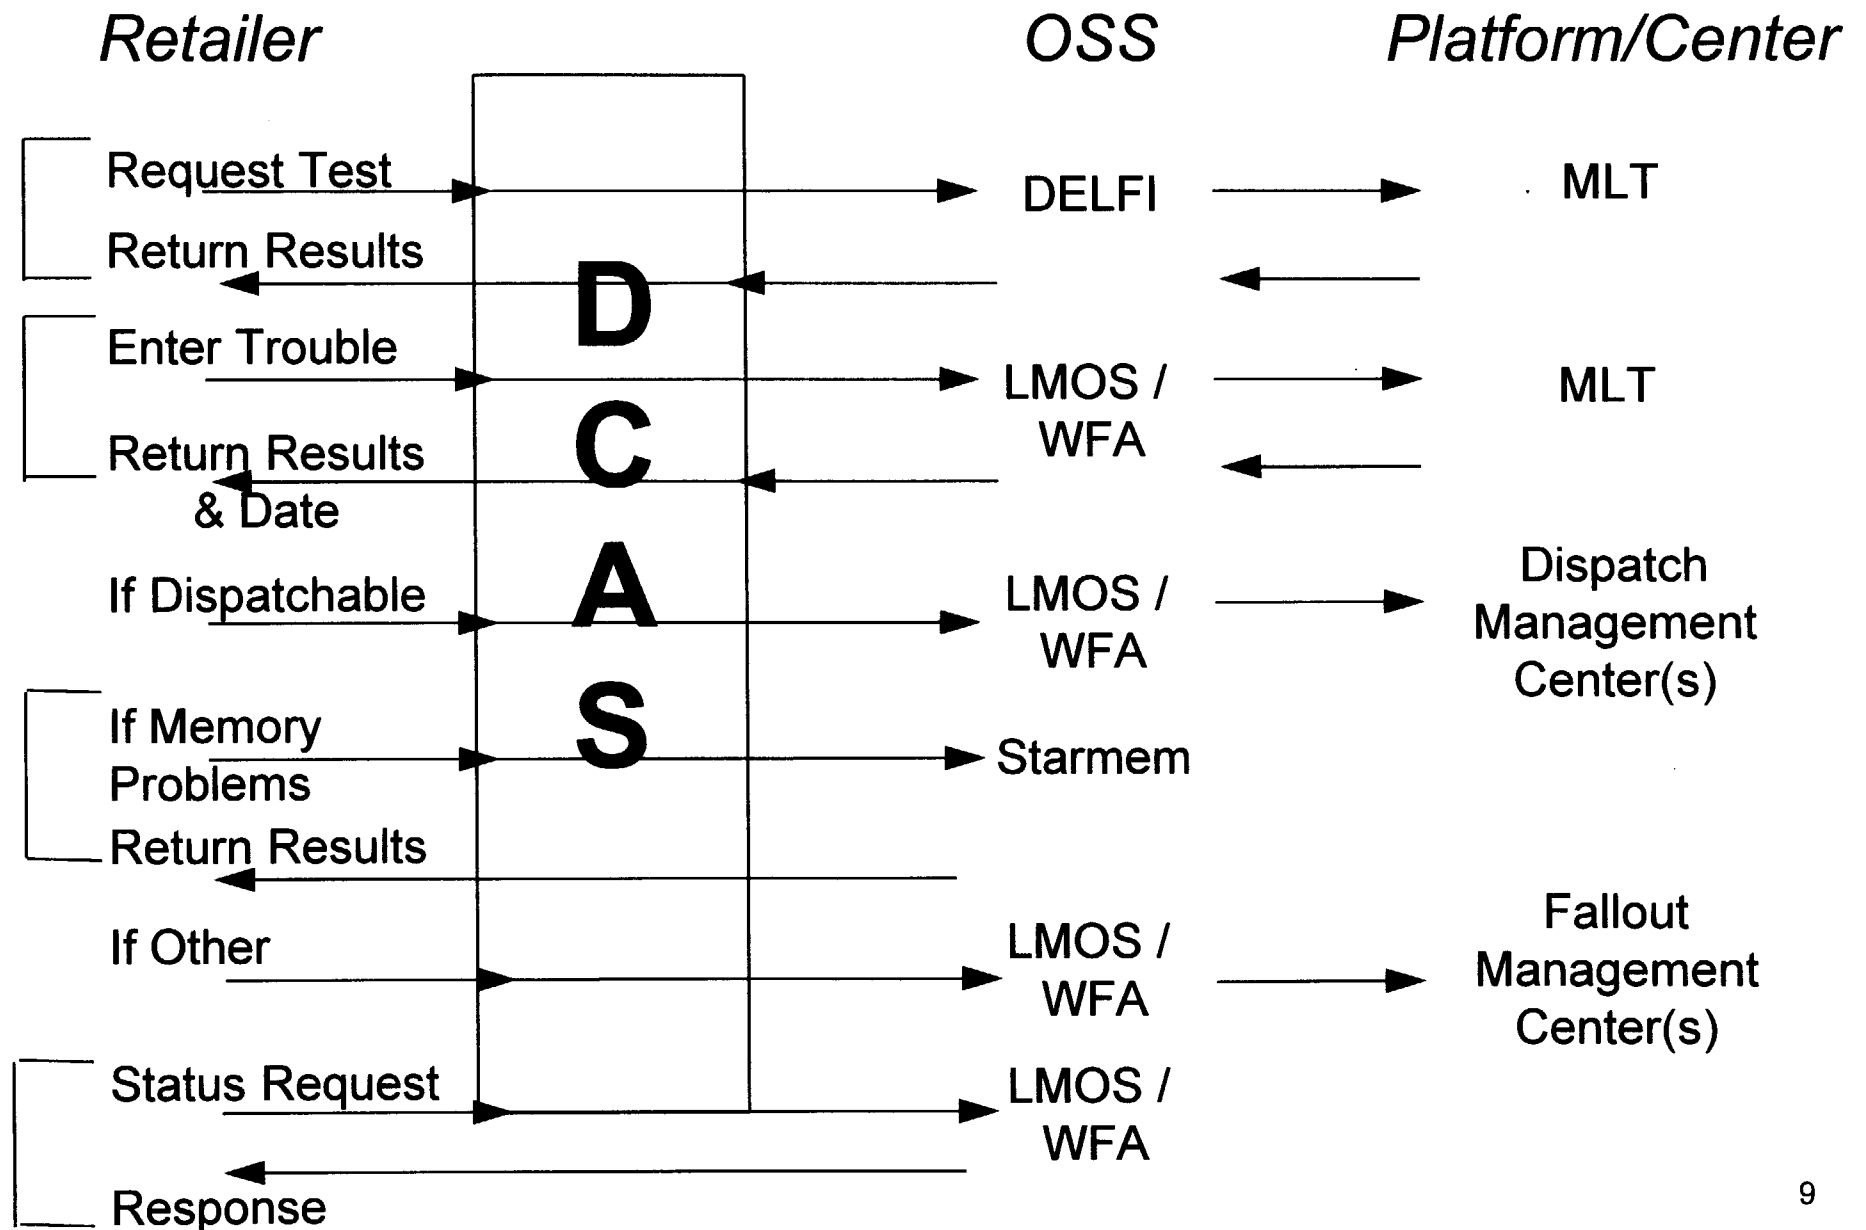 Retailer OSS Platform/Center
Request Test DELFI MLT
Return Results
D
Enter Trouble LMOS / MLT
WFA
C
Return Results
& Date
A
If Dispatchable LMOS / Dispatch
WFA Management
Center(s)
S
If Memory Starmem
Problems
Return Results
If Other LMOS / Fallout
WFA Management
Center(s)
Status Request LMOS /
WFA
Response
9